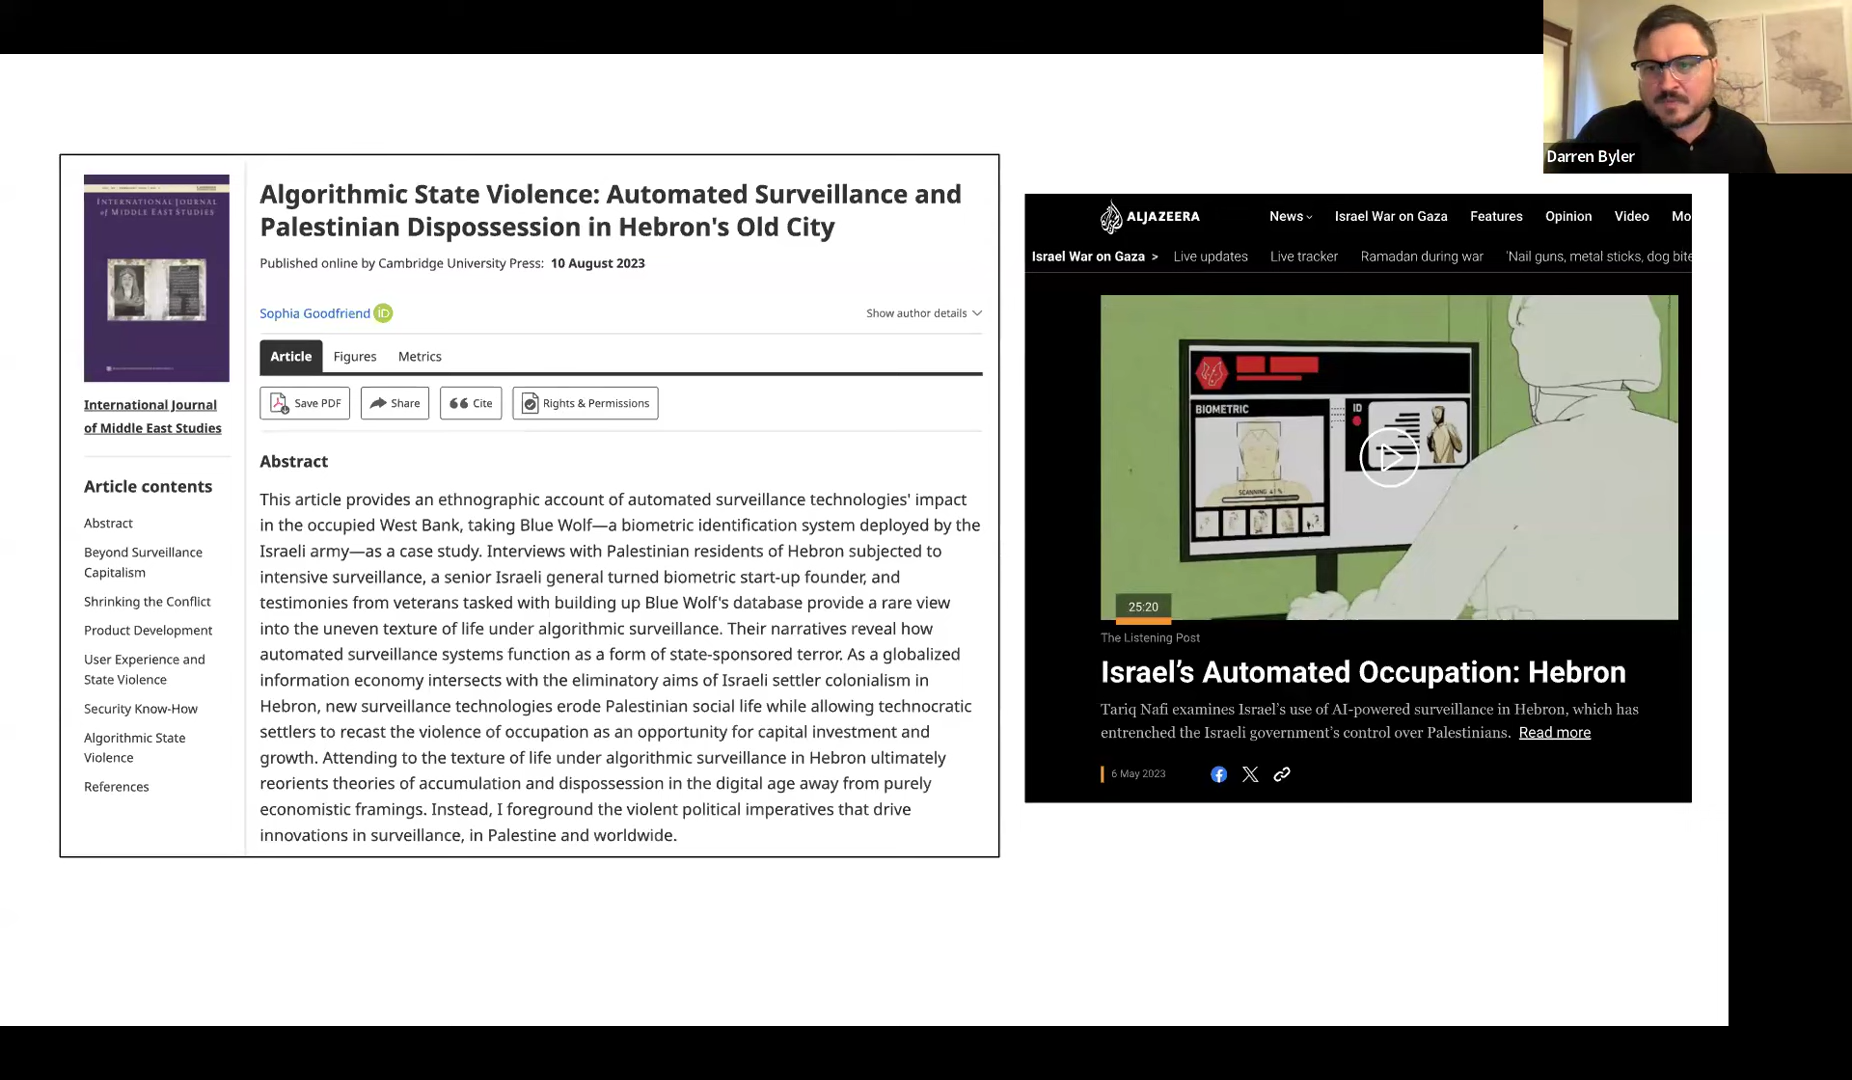 Darren Byler
INTERNATIONAL JOURNAL
of MIDDLE EAST STUDIES
International Journal
of Middle East Studies
Article contents
Abstract
Beyond Surveillance
Capitalism
Shrinking the Conflict
Product Development
User Experience and
State Violence
Security Know-How
Algorithmic State
Violence
References
Algorithmic State Violence: Automated Surveillance and
Palestinian Dispossession in Hebron's Old City
Published online by Cambridge University Press: 10 August 2023
Sophia Goodfriend iD
Show author details
Article Figures Metrics
Save PDF Share Cite Rights & Permissions
Abstract
This article provides an ethnographic account of automated surveillance technologies' impact
in the occupied West Bank, taking Blue Wolf—a biometric identification system deployed by the
Israeli army—as a case study. Interviews with Palestinian residents of Hebron subjected to
intensive surveillance, a senior Israeli general turned biometric start-up founder, and
testimonies from veterans tasked with building up Blue Wolf's database provide a rare view
into the uneven texture of life under algorithmic surveillance. Their narratives reveal how
automated surveillance systems function as a form of state-sponsored terror. As a globalized
information economy intersects with the eliminatory aims of Israeli settler colonialism in
Hebron, new surveillance technologies erode Palestinian social life while allowing technocratic
settlers to recast the violence of occupation as an opportunity for capital investment and
growth. Attending to the texture of life under algorithmic surveillance in Hebron ultimately
reorients theories of accumulation and dispossession in the digital age away from purely
economistic framings. Instead, I foreground the violent political imperatives that drive
innovations in surveillance, in Palestine and worldwide.
ALJAZEERA
News Israel War on Gaza Features Opinion Video Mo
Israel War on Gaza > Live updates Live tracker Ramadan during war 'Nail guns, metal sticks, dog bite
BIOMETRIC
ID
SCANNING
25:20
The Listening Post
Israel’s Automated Occupation: Hebron
Tariq Nafi examines Israel’s use of AI-powered surveillance in Hebron, which has
entrenched the Israeli government’s control over Palestinians. Read more
6 May 2023